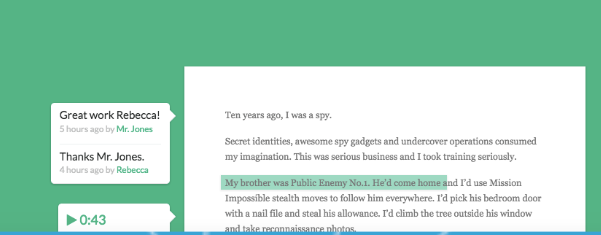 Great work Rebecca!
5 hours ago by Mr. Jones
Thanks Mr. Jones.
4 hours ago by Rebecca
0:43
Ten years ago, I was a spy.
Secret identities, awesome spy gadgets and undercover operations consumed
my imagination. This was serious business and I took training seriously.
My brother was Public Enemy No.1. He'd come home and I'd use Mission
Impossible stealth moves to follow him everywhere. I'd pick his bedroom door
with a nail file and steal his allowance. I'd climb the tree outside his window
and take reconnaissance photos.